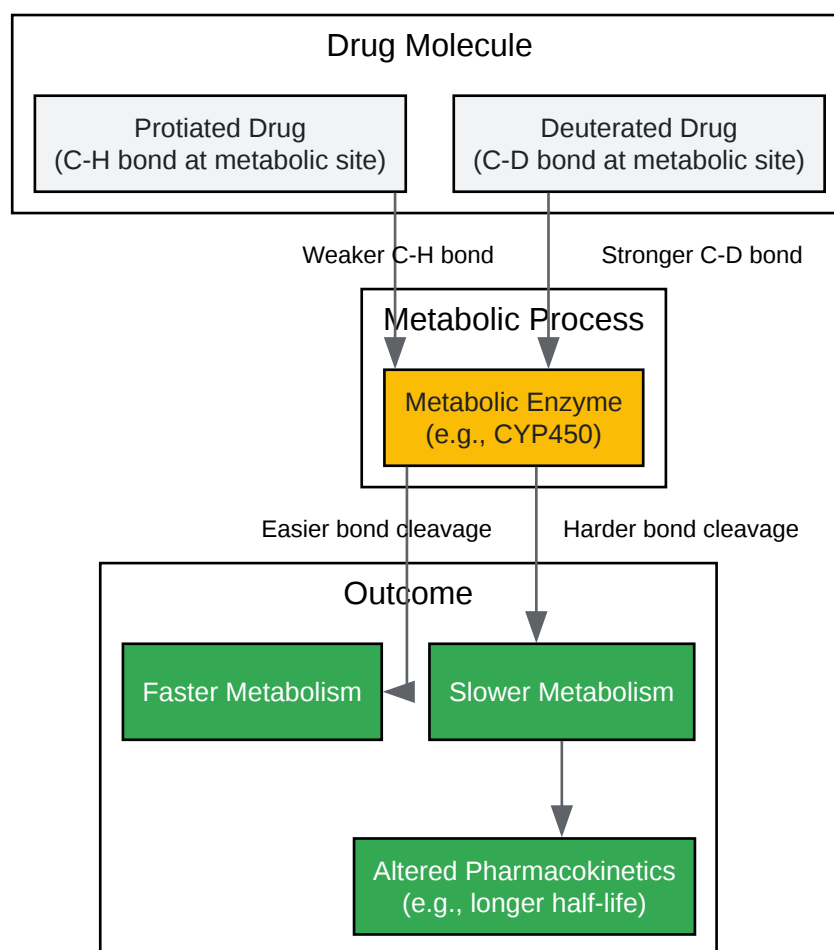 Drug Molecule
Protiated Drug
(C-H bond at metabolic site)
Deuterated Drug
(C-D bond at metabolic site)
Weaker C-H bond
Stronger C-D bond
Metabolic Process
Metabolic Enzyme
(e.g., CYP450)
Easier bond cleavage
Harder bond cleavage
Outcome
Faster Metabolism
Slower Metabolism
Altered Pharmacokinetics
(e.g., longer half-life)